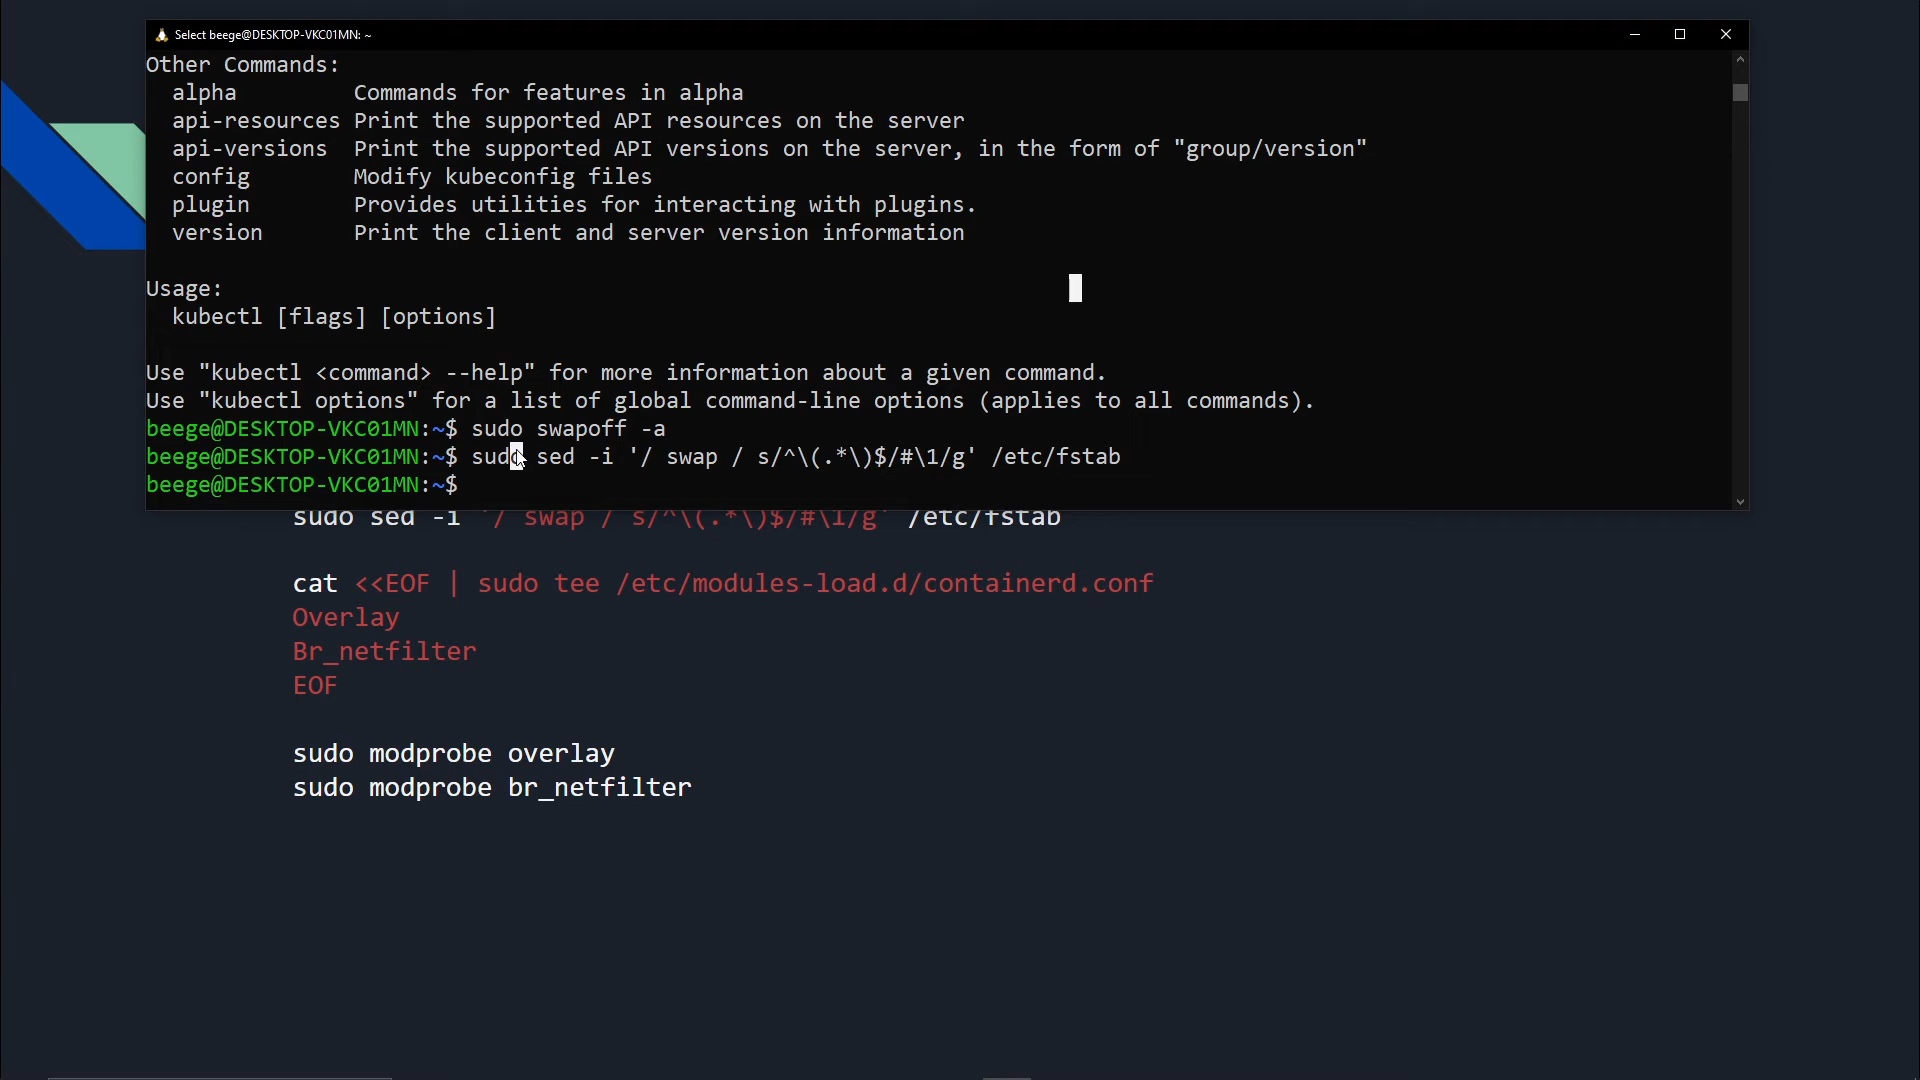 Select beege@DESKTOP-VKC01MN: ~
Other Commands:
alpha Commands for features in alpha
api-resources Print the supported API resources on the server
api-versions Print the supported API versions on the server, in the form of "group/version"
config Modify kubeconfig files
plugin Provides utilities for interacting with plugins.
version Print the client and server version information
Usage:
kubectl [flags] [options]
Use "kubectl <command> --help" for more information about a given command.
Use "kubectl options" for a list of global command-line options (applies to all commands).
beege@DESKTOP-VKC01MN:~$ sudo swapoff -a
beege@DESKTOP-VKC01MN:~$ sudo sed -i '/ swap / s/^\(.*\)$/#\1/g' /etc/fstab
beege@DESKTOP-VKC01MN:~$
sudo sed -i '/ swap / s/^\(.*\)$/#\1/g' /etc/fstab
cat <<EOF | sudo tee /etc/modules-load.d/containerd.conf
Overlay
Br_netfilter
EOF
sudo modprobe overlay
sudo modprobe br_netfilter